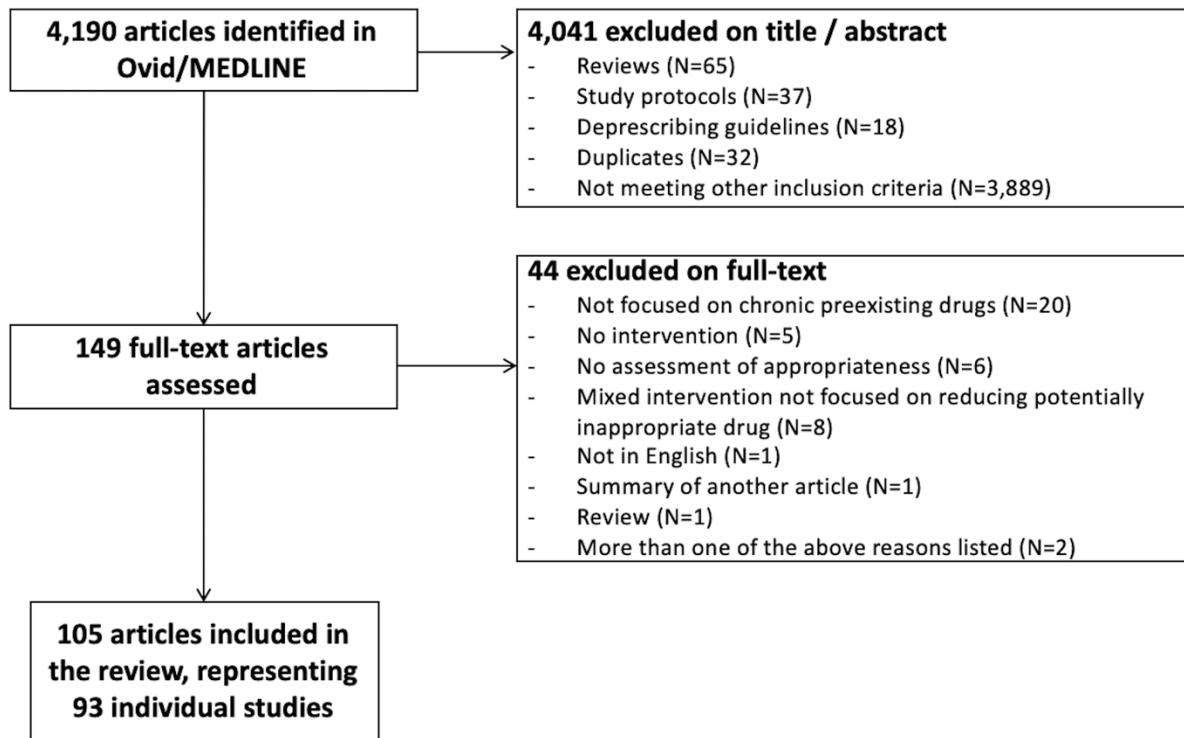 4,190 articles identified in
Ovid/MEDLINE
4,041 excluded on title / abstract
- Reviews (N=65)
- Study protocols (N=37)
- Deprescribing guidelines (N=18)
- Duplicates (N=32)
- Not meeting other inclusion criteria (N=3,889)
44 excluded on full-text
- Not focused on chronic preexisting drugs (N=20)
- No intervention (N=5)
- No assessment of appropriateness (N=6)
- Mixed intervention not focused on reducing potentially
inappropriate drug (N=8)
- Not in English (N=1)
- Summary of another article (N=1)
- Review (N=1)
- More than one of the above reasons listed (N=2)
149 full-text articles
assessed
105 articles included in
the review, representing
93 individual studies